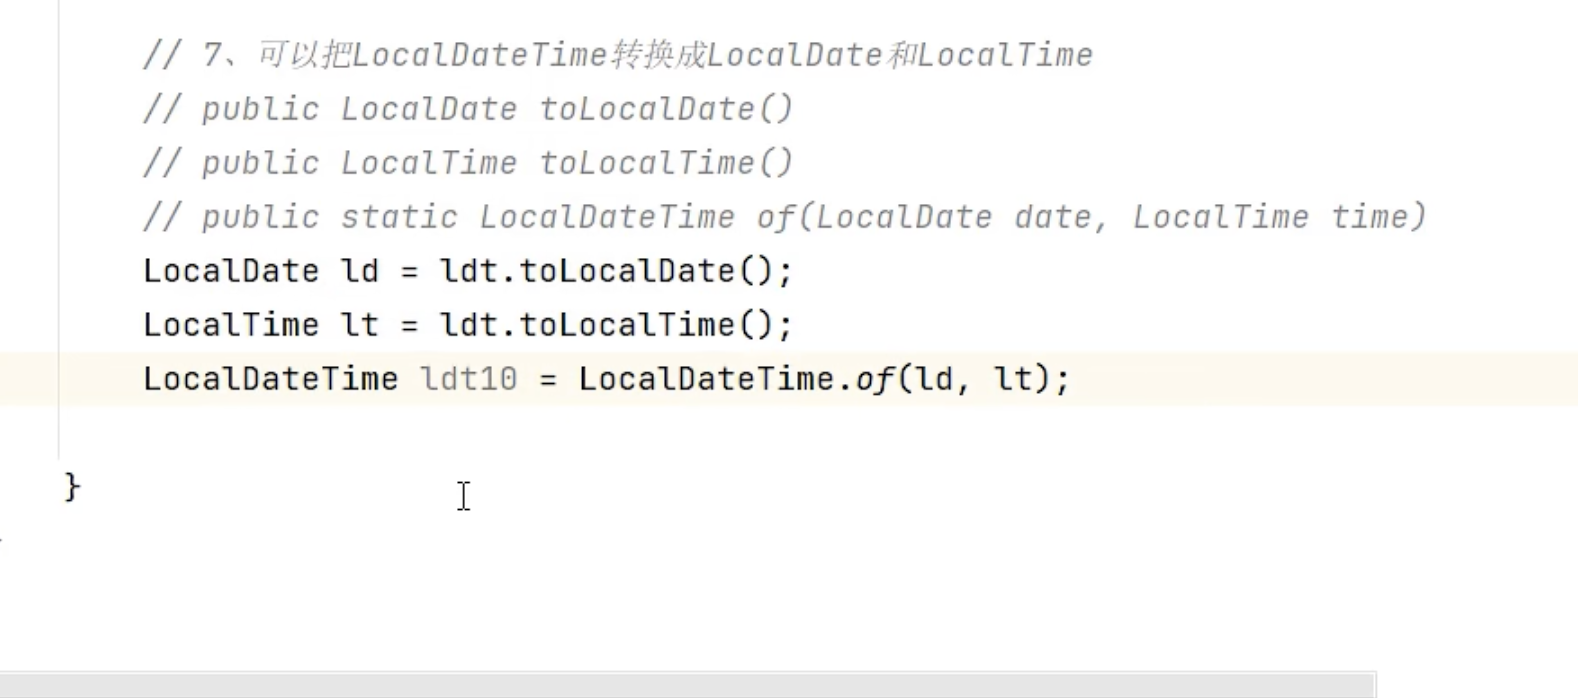 // 7、可以把LocalDateTime转换成LocalDate和LocalTime
// public LocalDate toLocalDate()
// public LocalTime toLocalTime()
// public static LocalDateTime of(LocalDate date, LocalTime time)
LocalDate ld = ldt.toLocalDate();
LocalTime lt = ldt.toLocalTime();
LocalDateTime ldt10 = LocalDateTime.of(ld, lt);
}